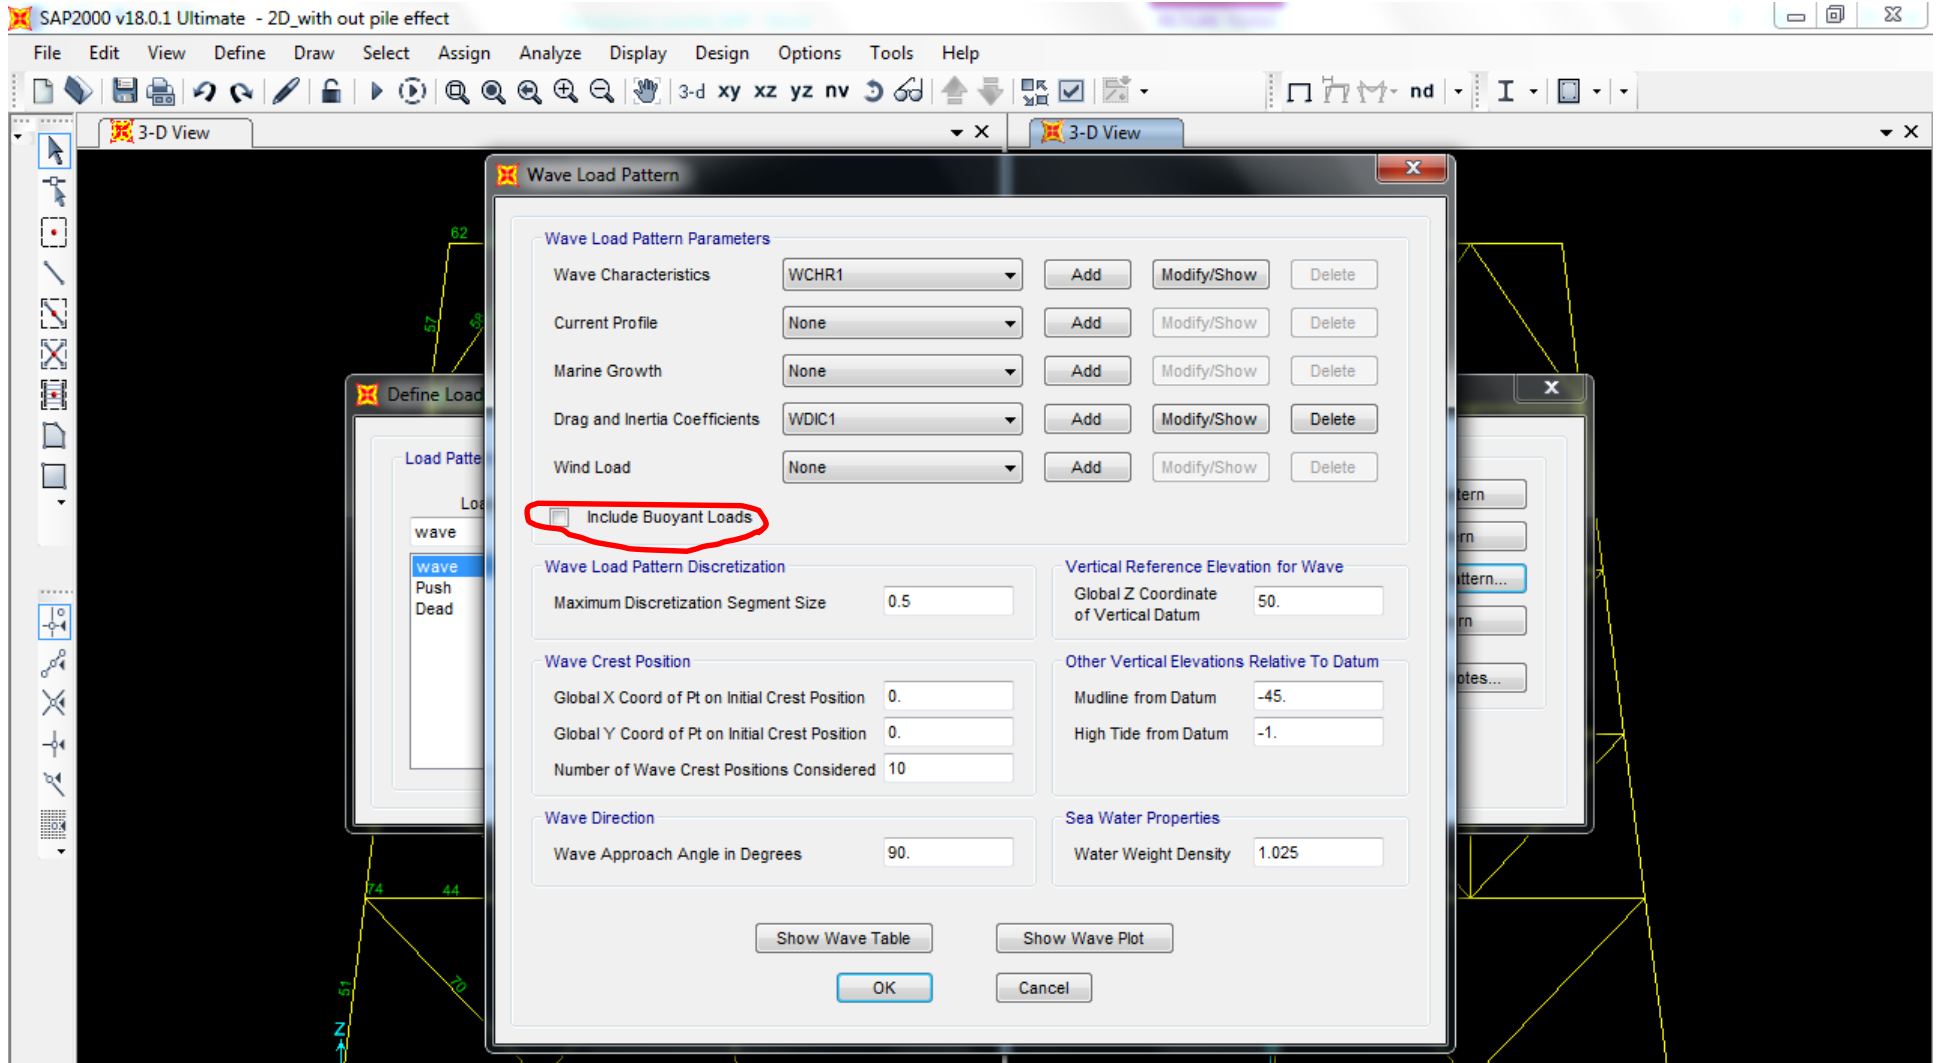 SAP2000 v18.0.1 Ultimate - 2D_with out pile effect
File Edit View Define Draw Select Assign Analyze Display Design Options Tools Help
3-d xy xz yz nv nd
3-D View
3-D View
Wave Load Pattern
Wave Load Pattern Parameters
Wave Characteristics WCHR1 Add Modify/Show Delete
Current Profile None Add Modify/Show Delete
Marine Growth None Add Modify/Show Delete
Drag and Inertia Coefficients WDIC1 Add Modify/Show Delete
Wind Load None Add Modify/Show Delete
Include Buoyant Loads
Wave Load Pattern Discretization
Maximum Discretization Segment Size 0.5
Vertical Reference Elevation for Wave
Global Z Coordinate
of Vertical Datum 50.
Wave Crest Position
Global X Coord of Pt on Initial Crest Position 0.
Global Y Coord of Pt on Initial Crest Position 0.
Number of Wave Crest Positions Considered 10
Other Vertical Elevations Relative To Datum
Mudline from Datum -45.
High Tide from Datum -1.
Wave Direction
Wave Approach Angle in Degrees 90.
Sea Water Properties
Water Weight Density 1.025
Show Wave Table Show Wave Plot
OK Cancel
Define Load
Load Patte
Loa
wave
wave
Push
Dead
tern
rn
attern...
rn
otes...
62
57
58
74 44
51
70
Z